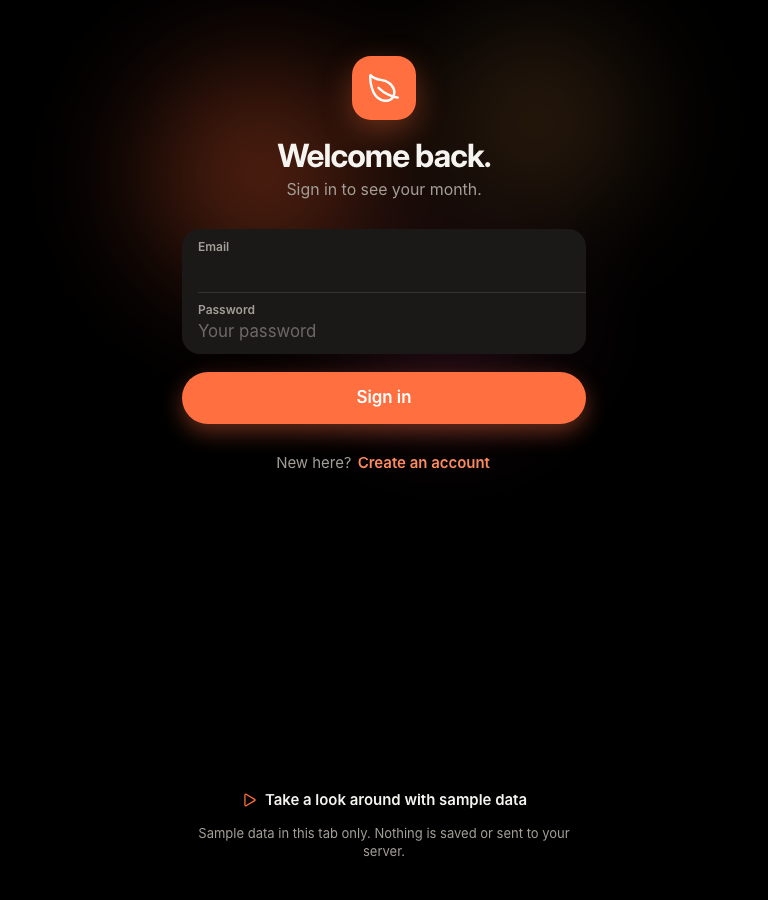 Welcome back.
Sign in to see your month.
Email
Password
Your password
Sign in
New here? Create an account
Take a look around with sample data
Sample data in this tab only. Nothing is saved or sent to your
server.